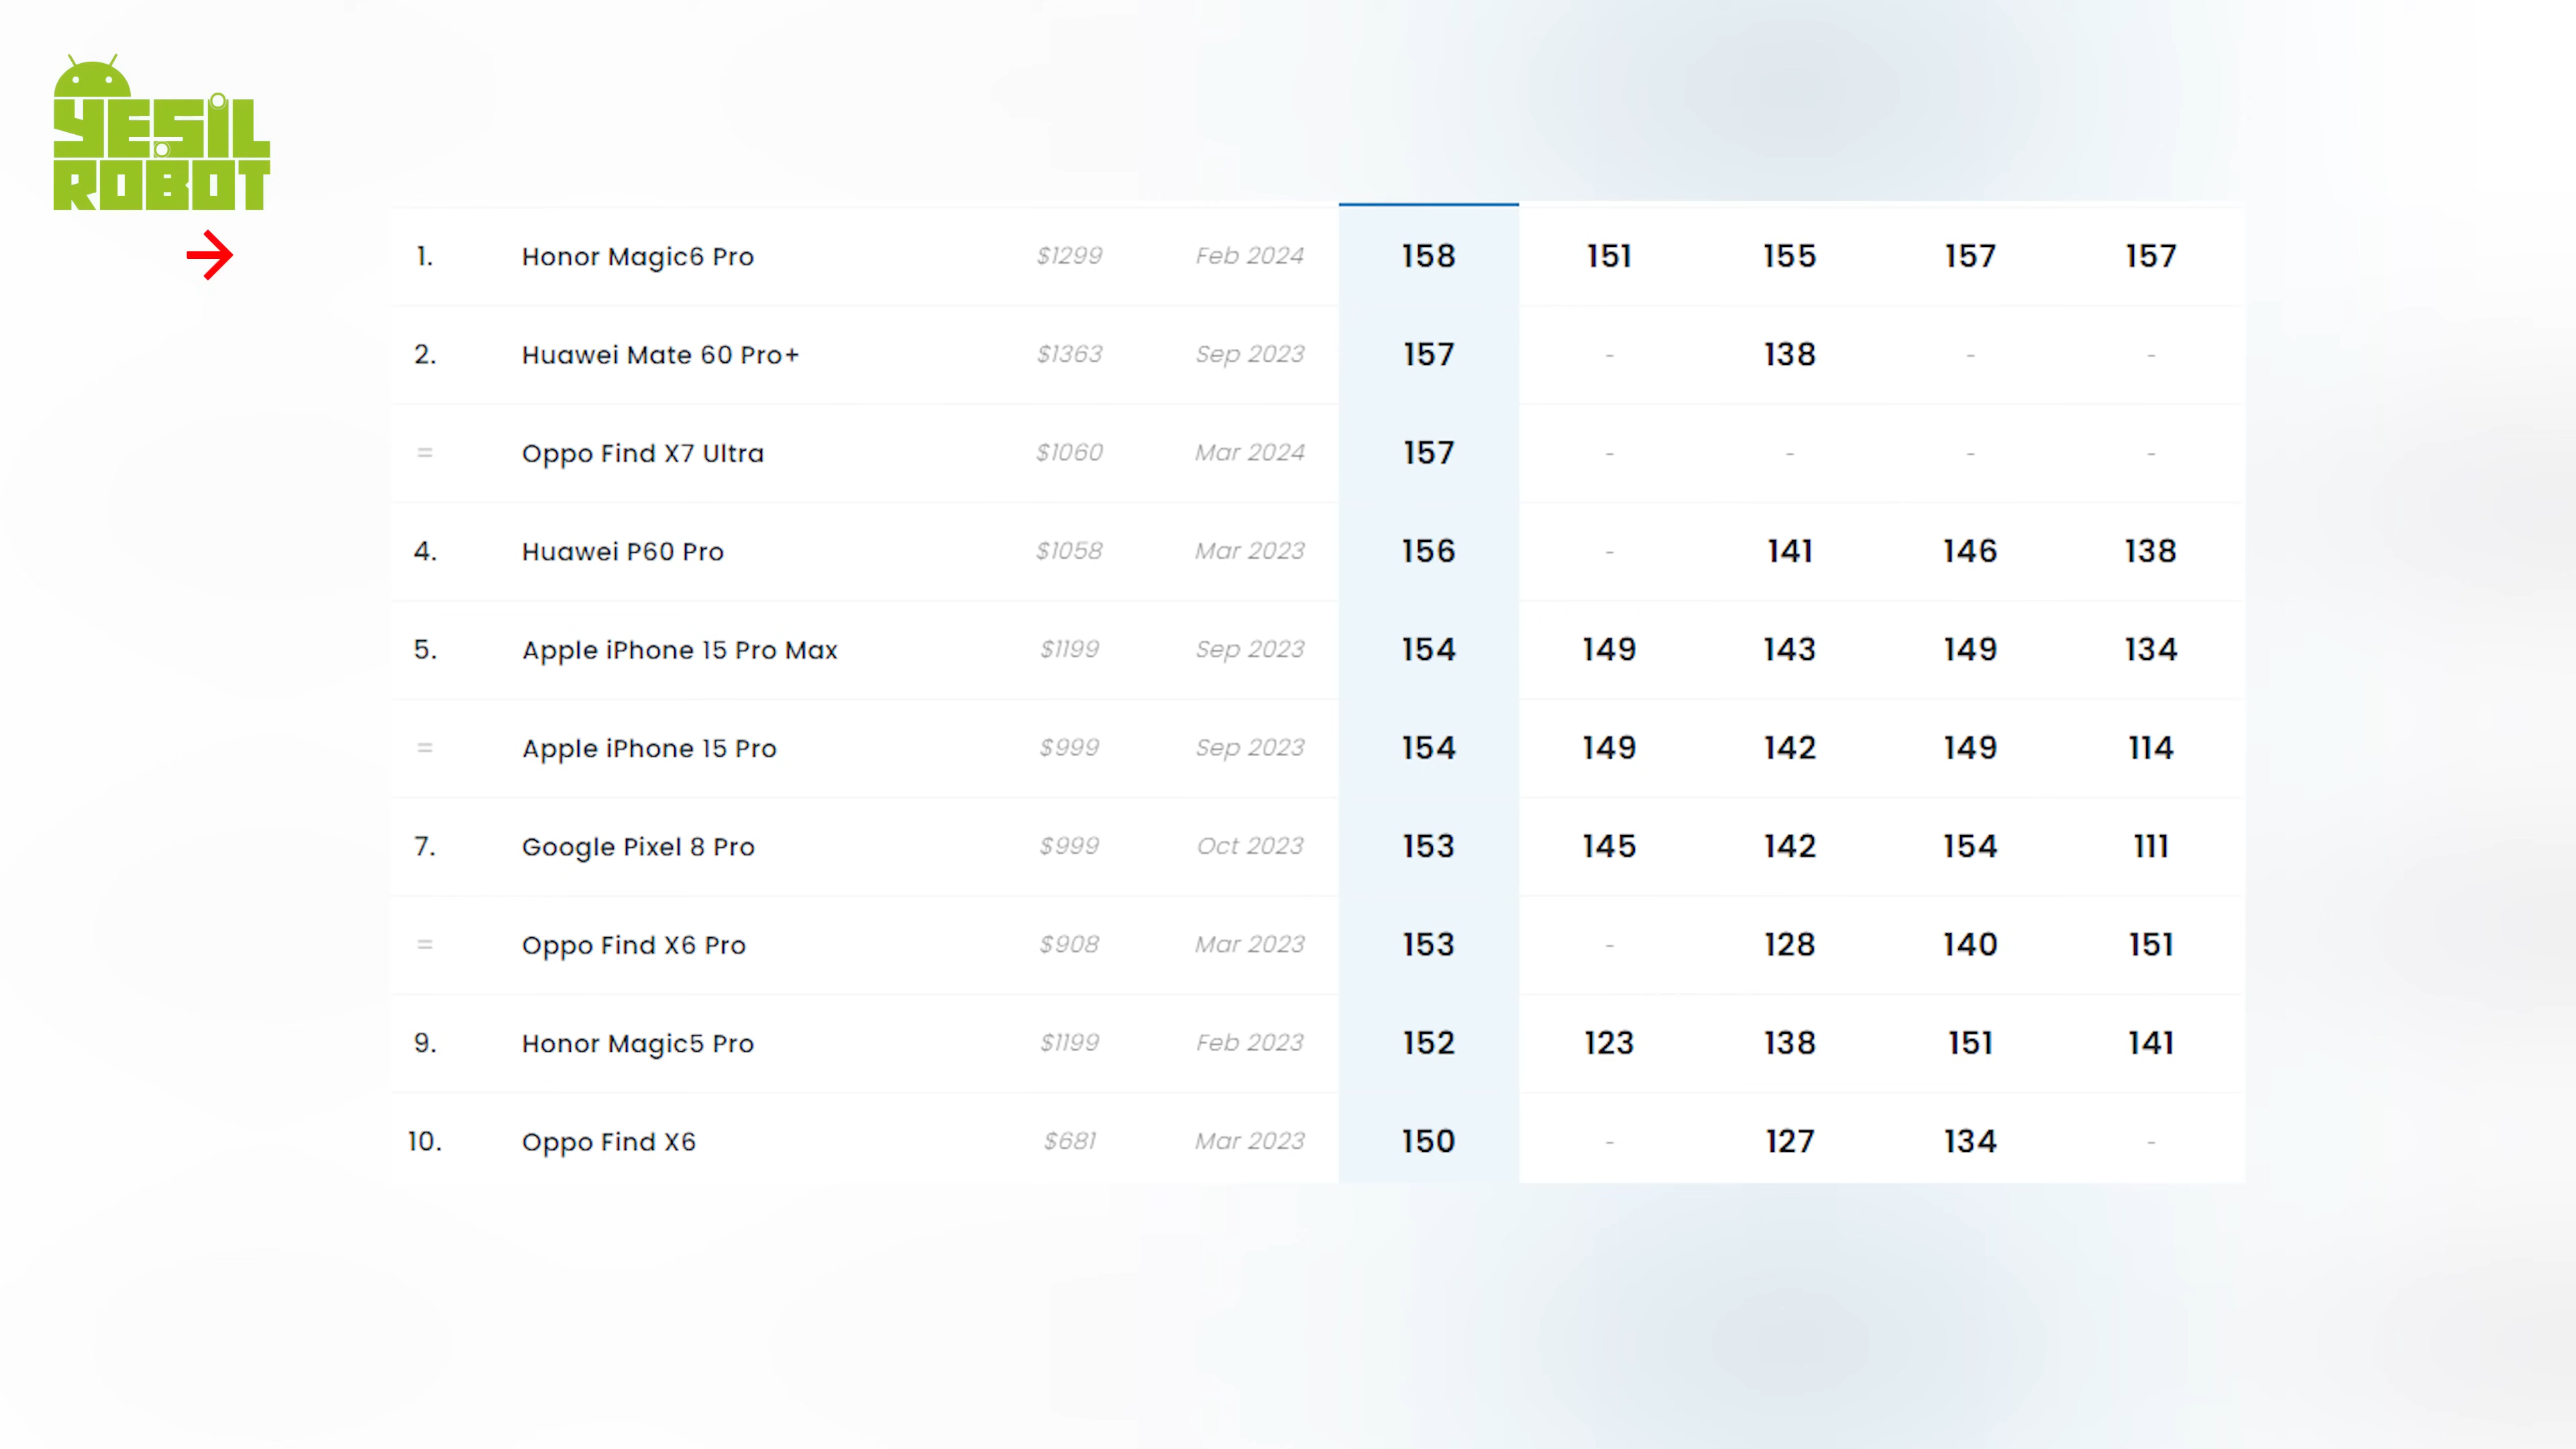 YEŞİL
ROBOT
1. Honor Magic6 Pro $1299 Feb 2024 158 151 155 157 157
2. Huawei Mate 60 Pro+ $1363 Sep 2023 157 - 138 - -
= Oppo Find X7 Ultra $1060 Mar 2024 157 - - - -
4. Huawei P60 Pro $1058 Mar 2023 156 - 141 146 138
5. Apple iPhone 15 Pro Max $1199 Sep 2023 154 149 143 149 134
= Apple iPhone 15 Pro $999 Sep 2023 154 149 142 149 114
7. Google Pixel 8 Pro $999 Oct 2023 153 145 142 154 111
= Oppo Find X6 Pro $908 Mar 2023 153 - 128 140 151
9. Honor Magic5 Pro $1199 Feb 2023 152 123 138 151 141
10. Oppo Find X6 $681 Mar 2023 150 - 127 134 -